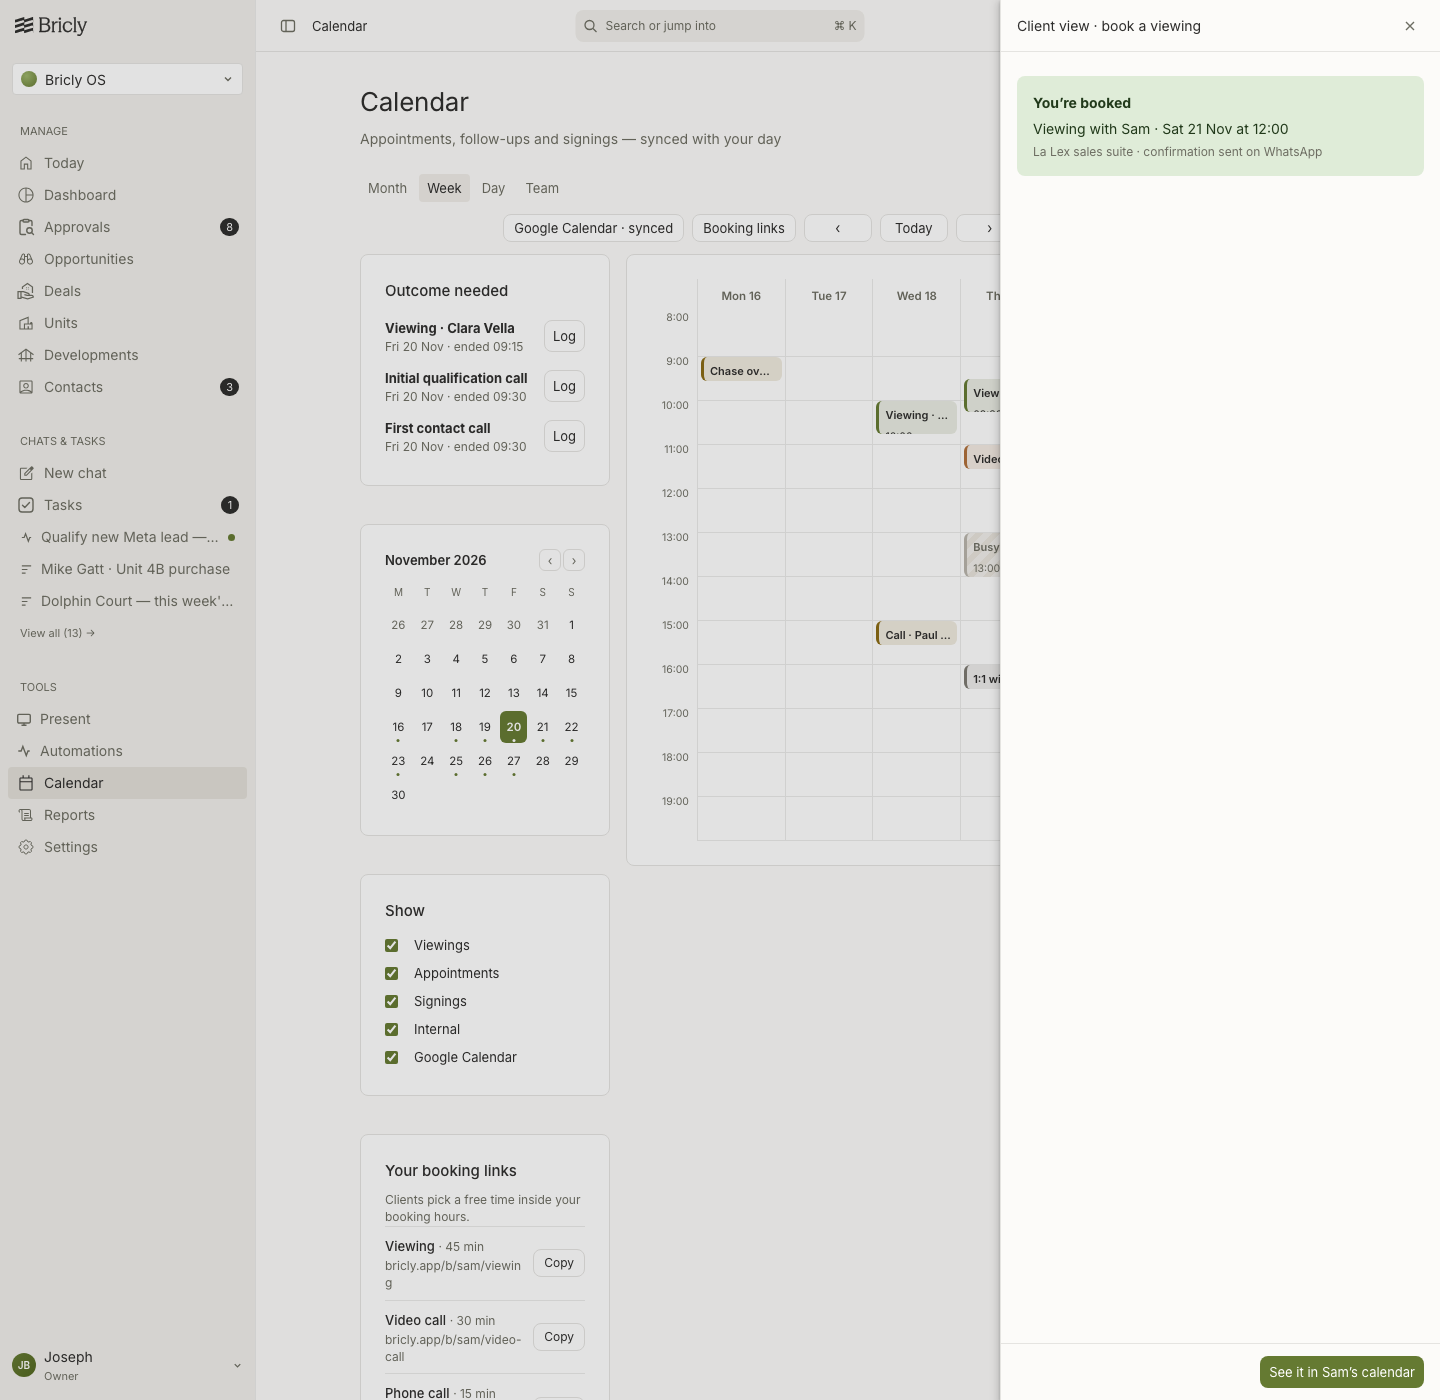 Bricly
Bricly OS
MANAGE
Today
Dashboard
Approvals 8
Opportunities
Deals
Units
Developments
Contacts 3
CHATS & TASKS
New chat
Tasks 1
Qualify new Meta lead —...
Mike Gatt · Unit 4B purchase
Dolphin Court — this week'...
View all (13) →
TOOLS
Present
Automations
Calendar
Reports
Settings
JB Joseph
Owner
Calendar
Search or jump into ⌘ K
Calendar
Appointments, follow-ups and signings — synced with your day
Month Week Day Team
Google Calendar · synced Booking links ‹ Today ›
Outcome needed
Viewing · Clara Vella
Fri 20 Nov · ended 09:15
Log
Initial qualification call
Fri 20 Nov · ended 09:30
Log
First contact call
Fri 20 Nov · ended 09:30
Log
November 2026 ‹ ›
M T W T F S S
26 27 28 29 30 31 1
2 3 4 5 6 7 8
9 10 11 12 13 14 15
16 17 18 19 20 21 22
23 24 25 26 27 28 29
30
Show
Viewings
Appointments
Signings
Internal
Google Calendar
Your booking links
Clients pick a free time inside your
booking hours.
Viewing · 45 min
bricly.app/b/sam/viewin
g
Copy
Video call · 30 min
bricly.app/b/sam/video-
call
Copy
Phone call · 15 min
Mon 16 Tue 17 Wed 18 Th
8:00
9:00
10:00
11:00
12:00
13:00
14:00
15:00
16:00
17:00
18:00
19:00
Chase ov...
Viewing · ...
Call · Paul ...
View
Video
Busy
13:00
1:1 wi
Client view · book a viewing
You're booked
Viewing with Sam · Sat 21 Nov at 12:00
La Lex sales suite · confirmation sent on WhatsApp
See it in Sam's calendar